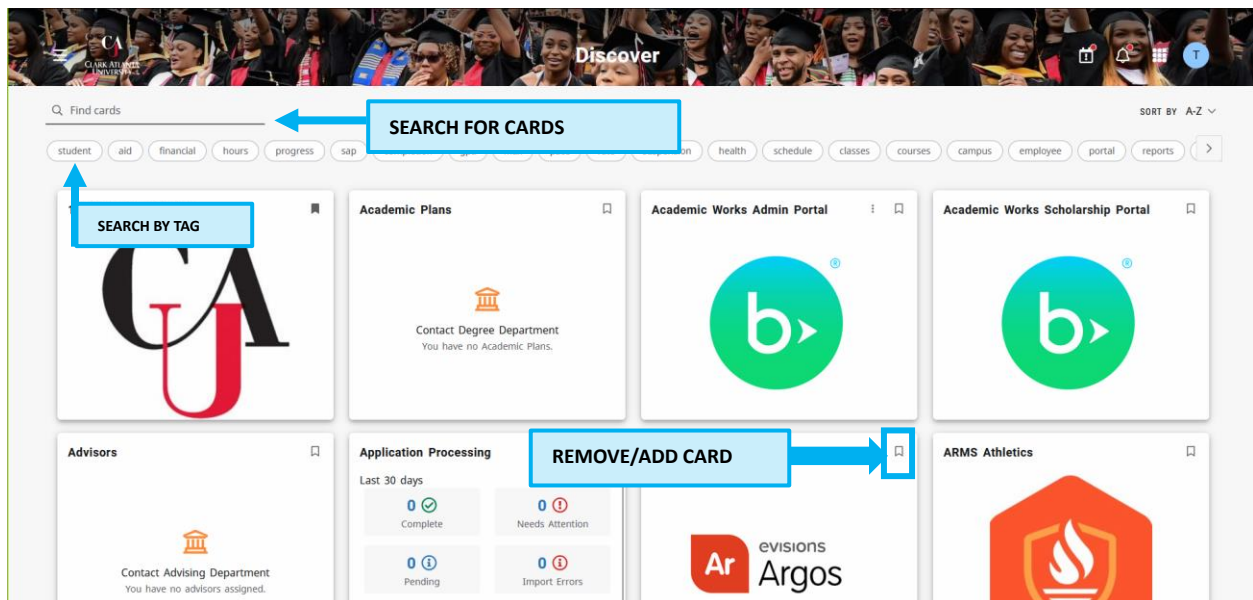 CLARK ATLANTA
UNIVERSITY
Discover
T
Find cards
SEARCH FOR CARDS
SORT BY A-Z
student aid financial hours progress sap health schedule classes courses campus employee portal reports
SEARCH BY TAG
Academic Plans
Academic Works Admin Portal
Academic Works Scholarship Portal
CAU
Contact Degree Department
You have no Academic Plans.
b
®
b
®
Advisors
Application Processing
REMOVE/ADD CARD
ARMS Athletics
Last 30 days
0
Complete
0
Needs Attention
0
Pending
0
Import Errors
Contact Advising Department
You have no advisors assigned.
Ar
evisions
Argos